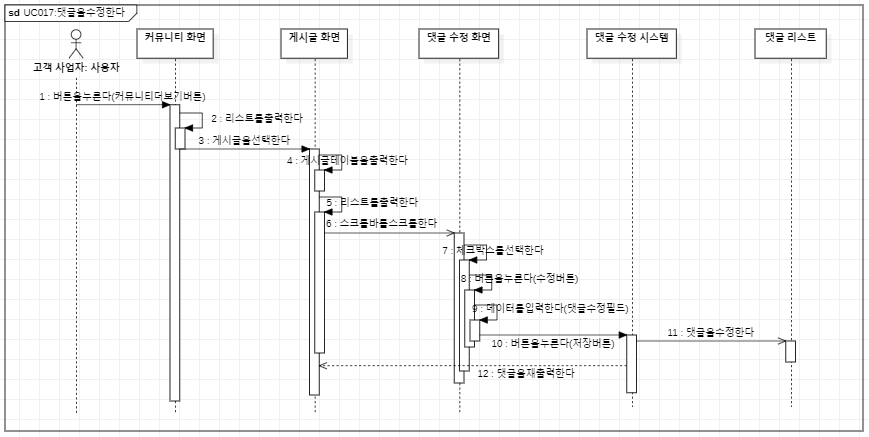 sd UC017:댓글을수정한다
커뮤니티 화면
게시글 화면
댓글 수정 화면
댓글 수정 시스템
댓글 리스트
고객 사업자: 사용자
1 : 버튼을누른다(커뮤니티더보기버튼)
2 : 리스트를출력한다
3 : 게시글을선택한다
4 : 게시글테이블을출력한다
5 : 리스트를출력한다
6 : 스크롤바를스크롤한다
7 : 체크박스를선택한다
8 : 버튼을누른다(수정버튼)
9 : 데이터를입력한다(댓글수정필드)
10 : 버튼을누른다(저장버튼)
11 : 댓글을수정한다
12 : 댓글을재출력한다